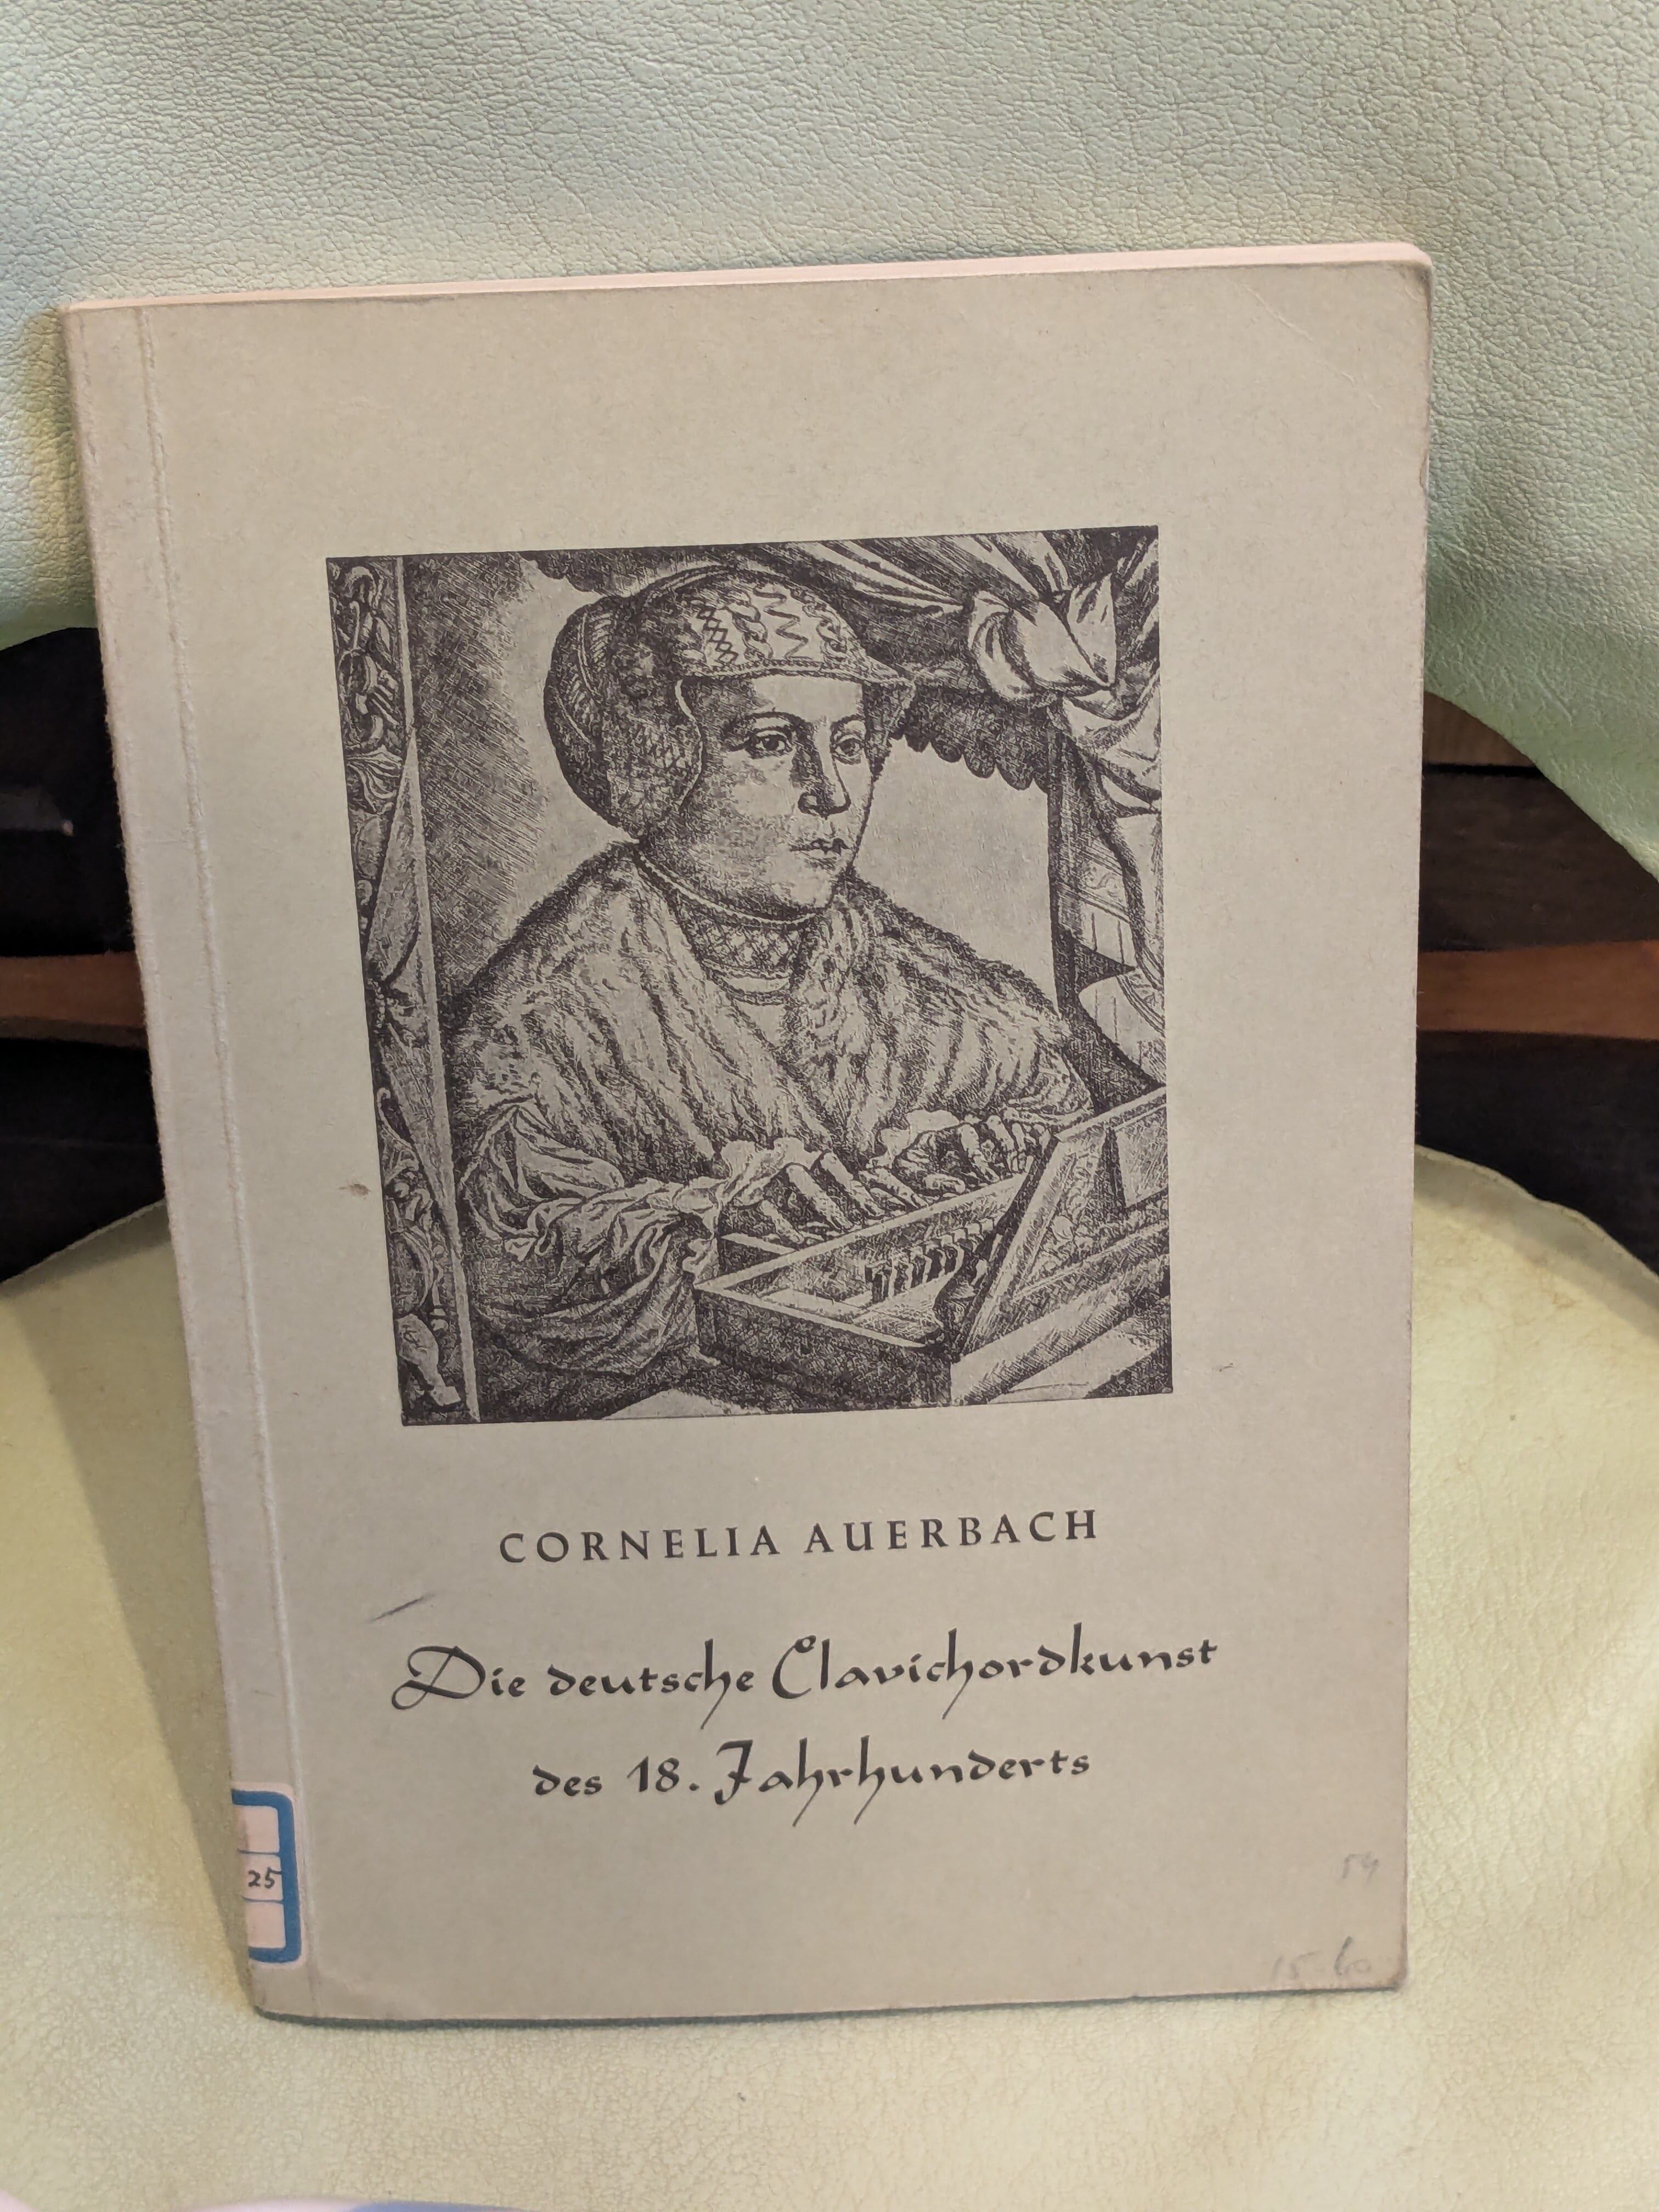 CORNELIA AUERBACH
Die deutsche Clavichordkunst
des 18. Jahrhunderts
25